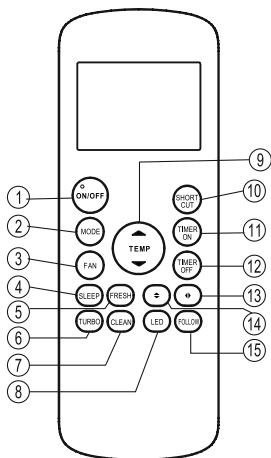 ON/OFF
SHORT
CUT
MODE
TEMP
TIMER
ON
FAN
TIMER
OFF
SLEEP
FRESH
TURBO
CLEAN
LED
FOLLOW
1
2
3
4
5
6
7
8
9
10
11
12
13
14
15